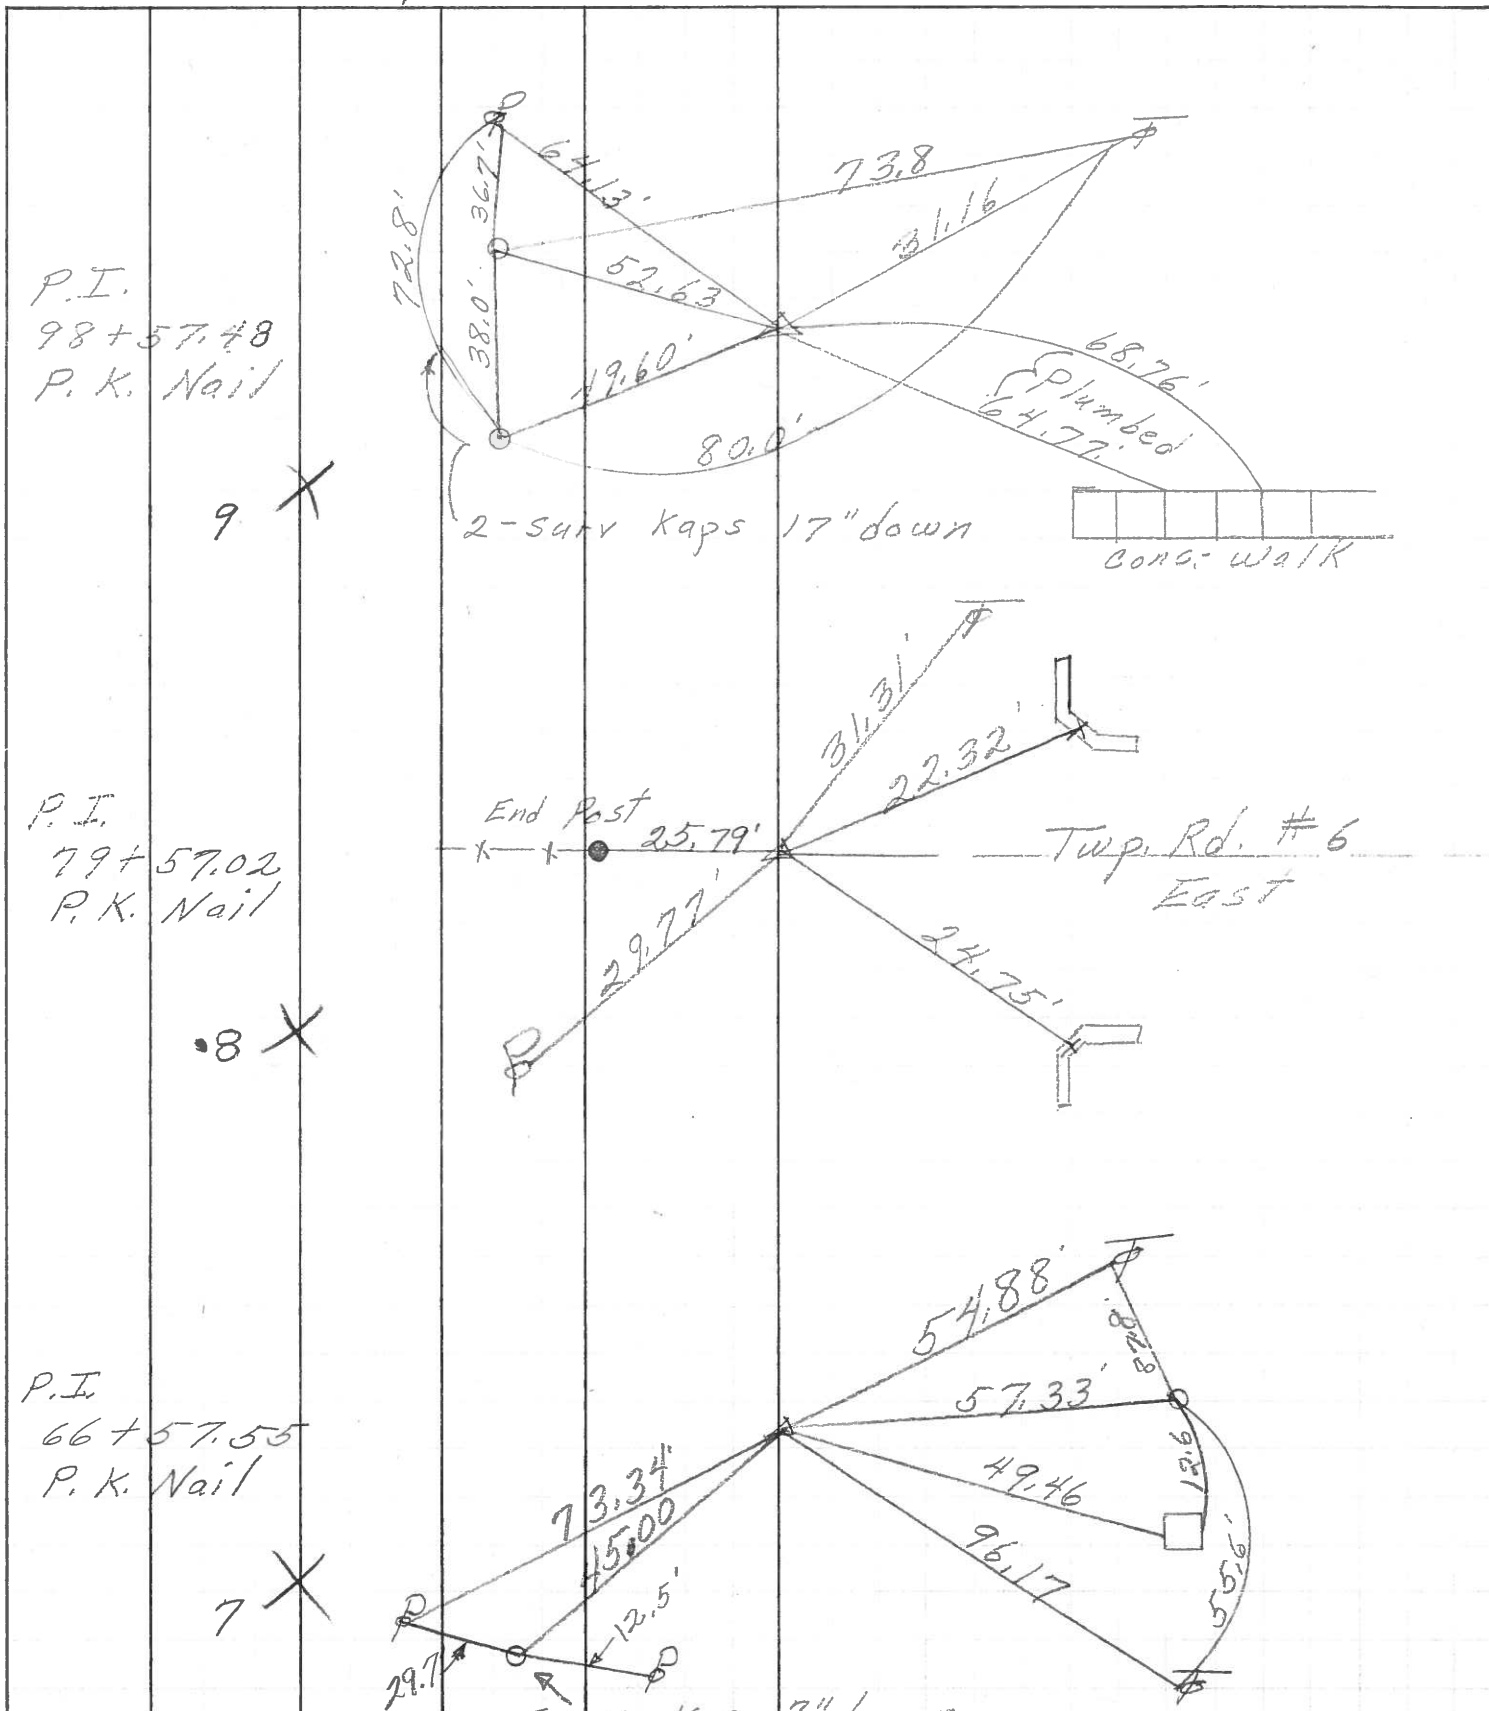 P
64.13'
73.8
36.7'
31.16
72.8'
52.63
P.I.
98+57.48
P.K. Nail
38.0'
49.60'
68.76'
Plumbed
64.77'
80.0'
9
2-surv Kaps 17" down
conc. walk
31.31'
22.32'
P.I.
79+57.02
P.K. Nail
End Post
25.79'
Twp. Rd. #6
East
29.77'
24.75'
8
P
54.88'
P.I.
66+57.55
P.K. Nail
57.33'
12.6
49.46
73.34'
45.00
96.17
55.6'
7
P
12.5'
P
29.7